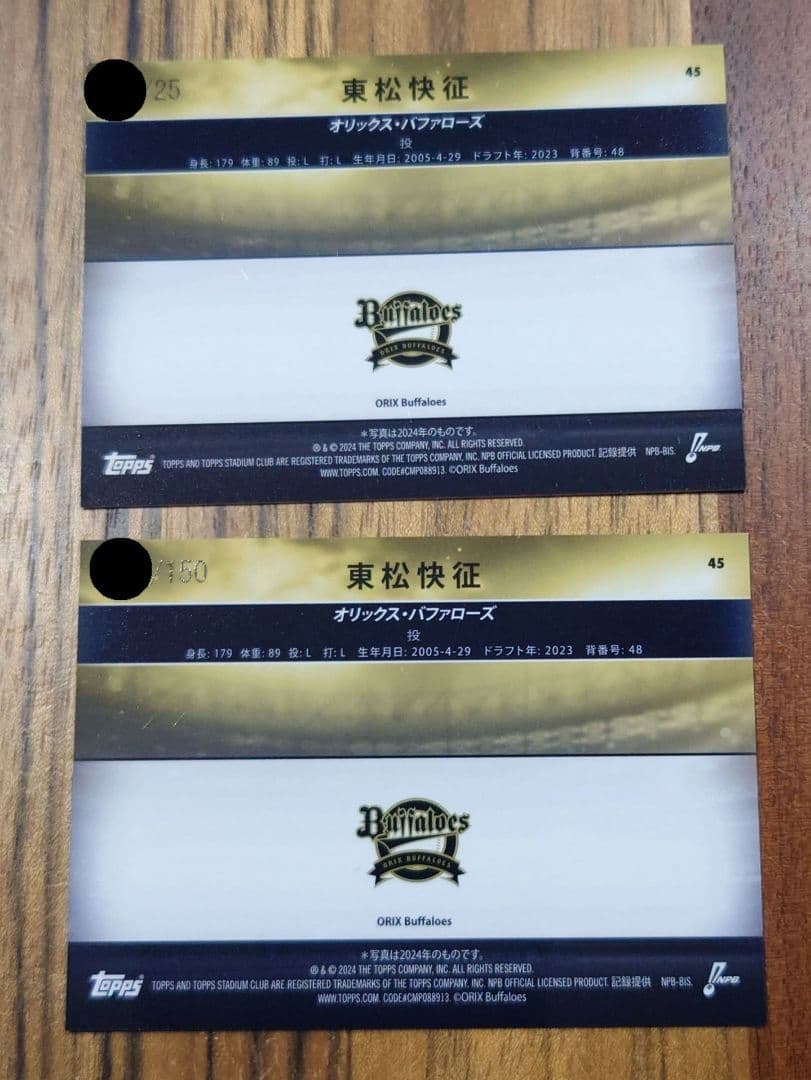 /25 東松快征 45
オリックス・バファローズ
投
身長: 179 体重: 89 投: L 打: L 生年月日: 2005-4-29 ドラフト年: 2023 背番号: 48
Buffaloes
ORIX BUFFALOES
ORIX Buffaloes
＊写真は2024年のものです。
® & © 2024 THE TOPPS COMPANY, INC. ALL RIGHTS RESERVED.
topps TOPPS AND TOPPS STADIUM CLUB ARE REGISTERED TRADEMARKS OF THE TOPPS COMPANY, INC. NPB OFFICIAL LICENSED PRODUCT. 記録提供 NPB-BIS. NPB
WWW.TOPPS.COM. CODE#CMP088913. ©ORIX Buffaloes
/150 東松快征 45
オリックス・バファローズ
投
身長: 179 体重: 89 投: L 打: L 生年月日: 2005-4-29 ドラフト年: 2023 背番号: 48
Buffaloes
ORIX BUFFALOES
ORIX Buffaloes
＊写真は2024年のものです。
® & © 2024 THE TOPPS COMPANY, INC. ALL RIGHTS RESERVED.
topps TOPPS AND TOPPS STADIUM CLUB ARE REGISTERED TRADEMARKS OF THE TOPPS COMPANY, INC. NPB OFFICIAL LICENSED PRODUCT. 記録提供 NPB-BIS. NPB
WWW.TOPPS.COM. CODE#CMP088913. ©ORIX Buffaloes